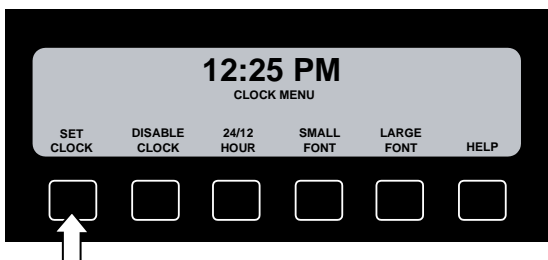 12:25 PM
CLOCK MENU
SET DISABLE 24/12 SMALL LARGE
CLOCK CLOCK HOUR FONT FONT HELP